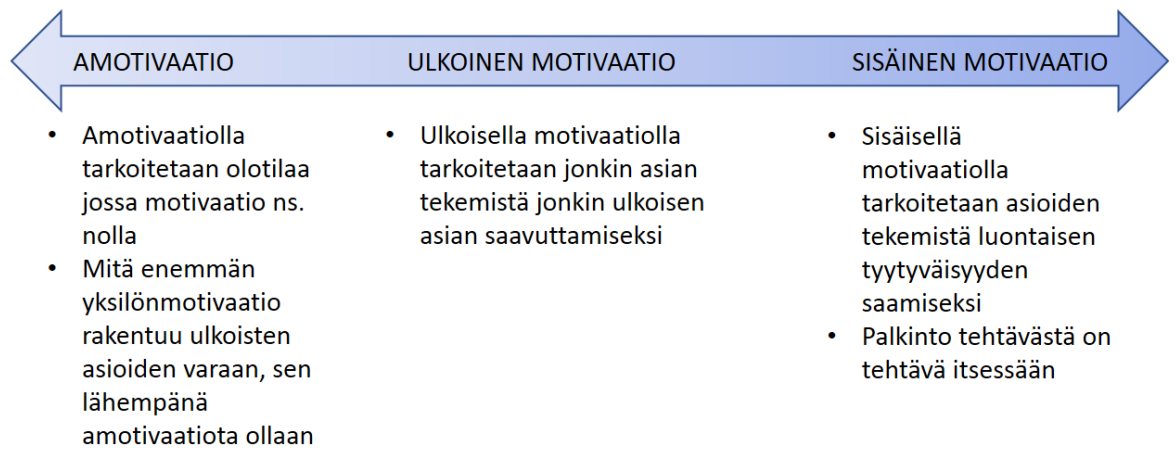 AMOTIVAATIO
ULKOINEN MOTIVAATIO
SISÄINEN MOTIVAATIO
• Amotivaatiolla
tarkoitetaan olotilaa
jossa motivaatio ns.
nolla
• Mitä enemmän
yksilönmotivaatio
rakentuu ulkoisten
asioiden varaan, sen
lähempänä
amotivaatiota ollaan
• Ulkoisella motivaatiolla
tarkoitetaan jonkin asian
tekemistä jonkin ulkoisen
asian saavuttamiseksi
• Sisäisellä
motivaatiolla
tarkoitetaan asioiden
tekemistä luontaisen
tyytyväisyyden
saamiseksi
• Palkinto tehtävästä on
tehtävä itsessään